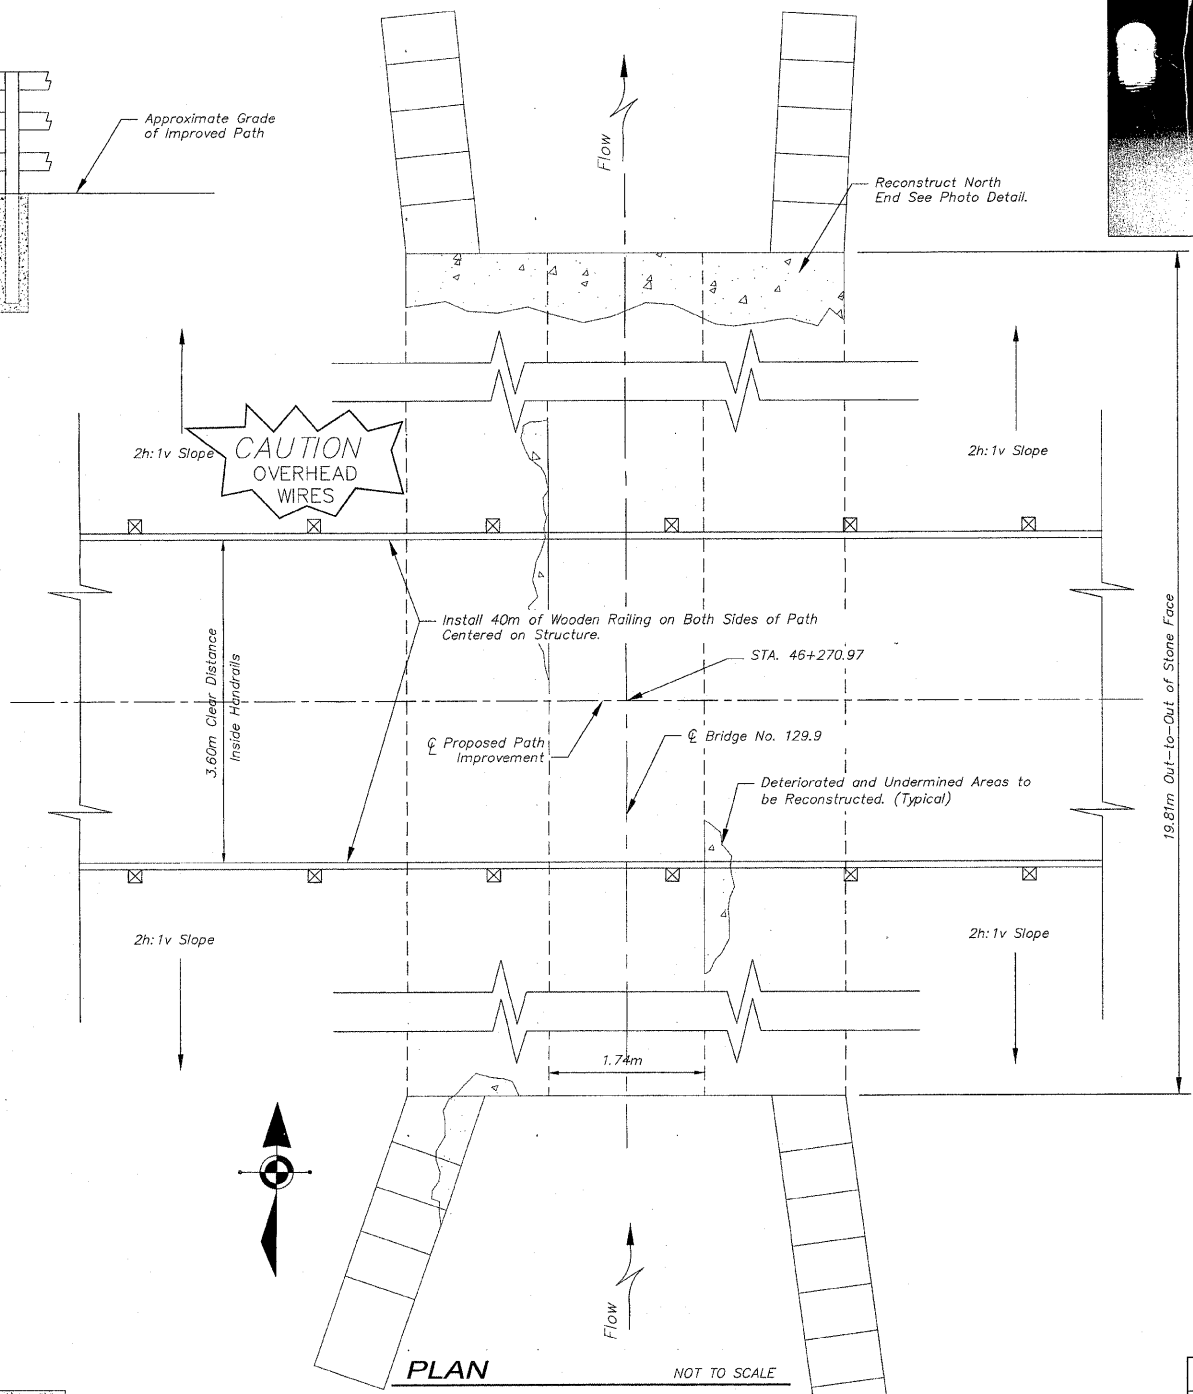 Approximate Grade
of Improved Path
Flow
Reconstruct North
End See Photo Detail.
2h: 1v Slope
CAUTION
OVERHEAD
WIRES
2h: 1v Slope
Install 40m of Wooden Railing on Both Sides of Path
Centered on Structure.
STA. 46+270.97
3.60m Clear Distance
Inside Handrails
19.81m Out-to-Out of Stone Face
℄ Proposed Path
Improvement
℄ Bridge No. 129.9
Deteriorated and Undermined Areas to
be Reconstructed. (Typical)
2h: 1v Slope
2h: 1v Slope
1.74m
Flow
PLAN
NOT TO SCALE